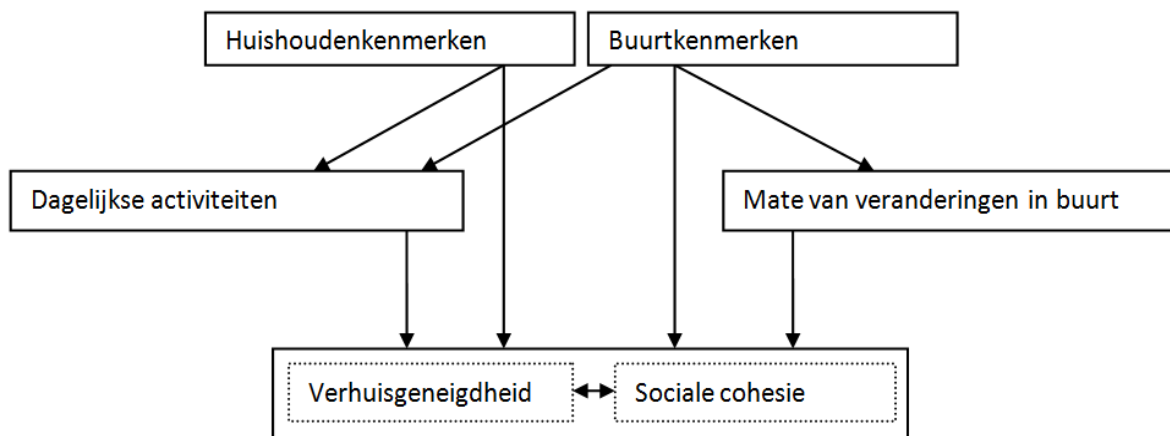 Huishoudenkenmerken
Buurtkenmerken
Dagelijkse activiteiten
Mate van veranderingen in buurt
Verhuisgeneigdheid
Sociale cohesie